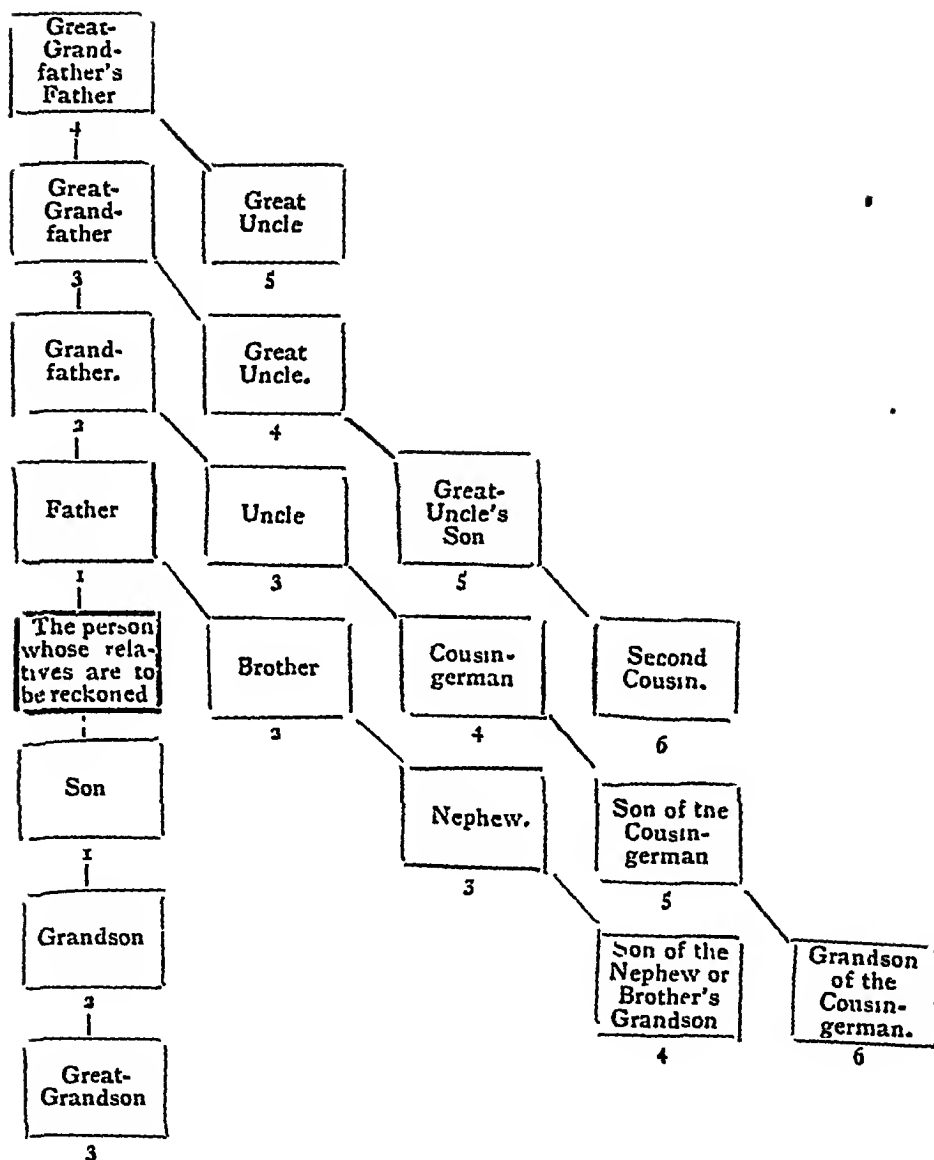 Great-
Grand-
father's
Father
4
Great-
Grand-
father
3
Great
Uncle
5
Grand-
father.
2
Great
Uncle.
4
Father
1
Uncle
3
Great-
Uncle's
Son
5
The person
whose rela-
tives are to
be reckoned
Brother
2
Cousin-
german
4
Second
Cousin.
6
Son
1
Nephew.
3
Son of the
Cousin-
german
5
Grandson
2
Son of the
Nephew or
Brother's
Grandson
4
Grandson
of the
Cousin-
german.
6
Great-
Grandson
3